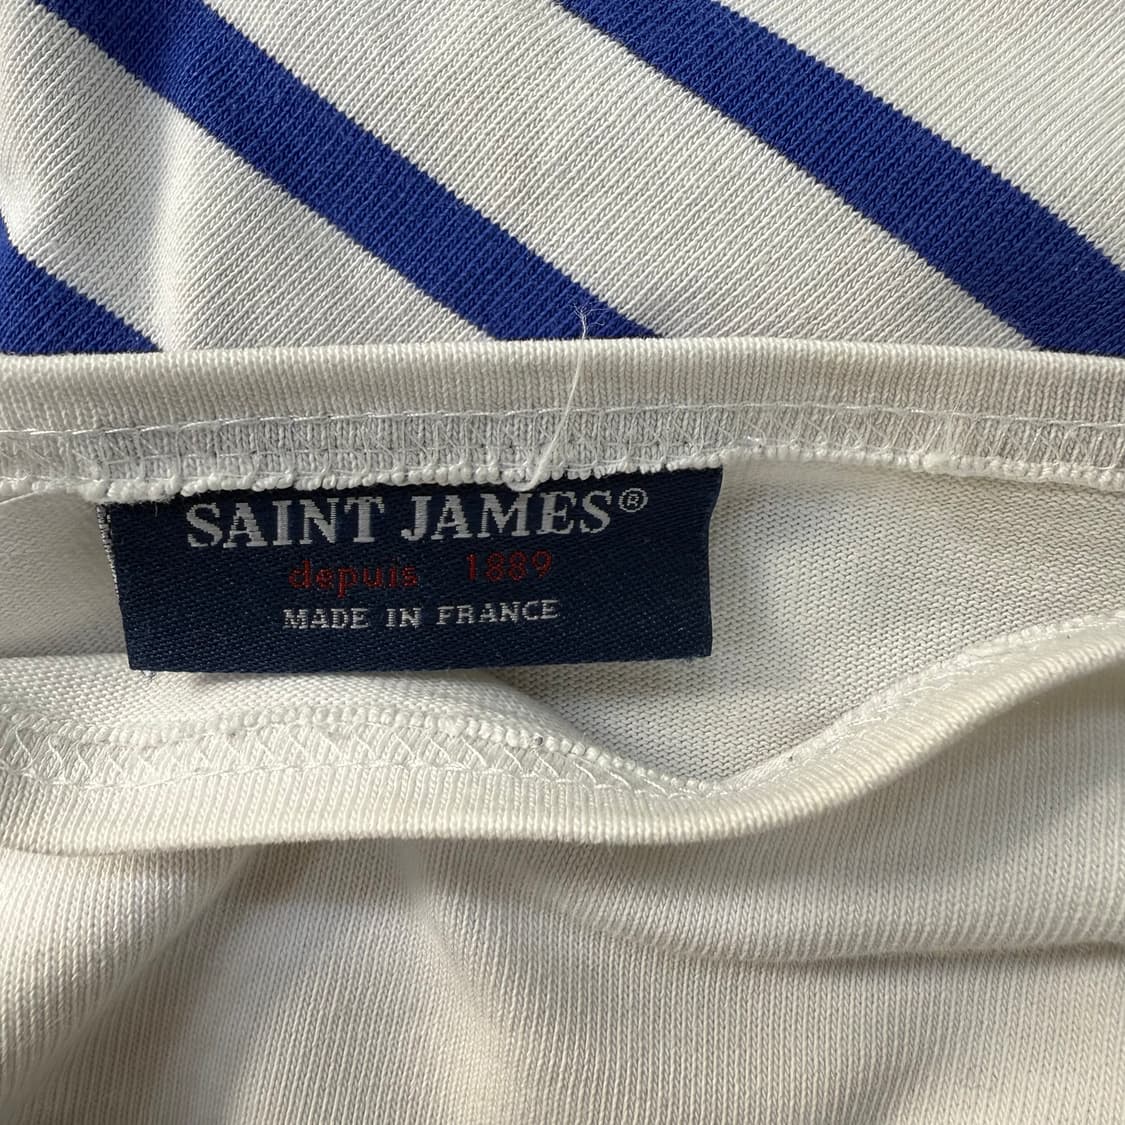 SAINT JAMES®
depuis 1889
MADE IN FRANCE